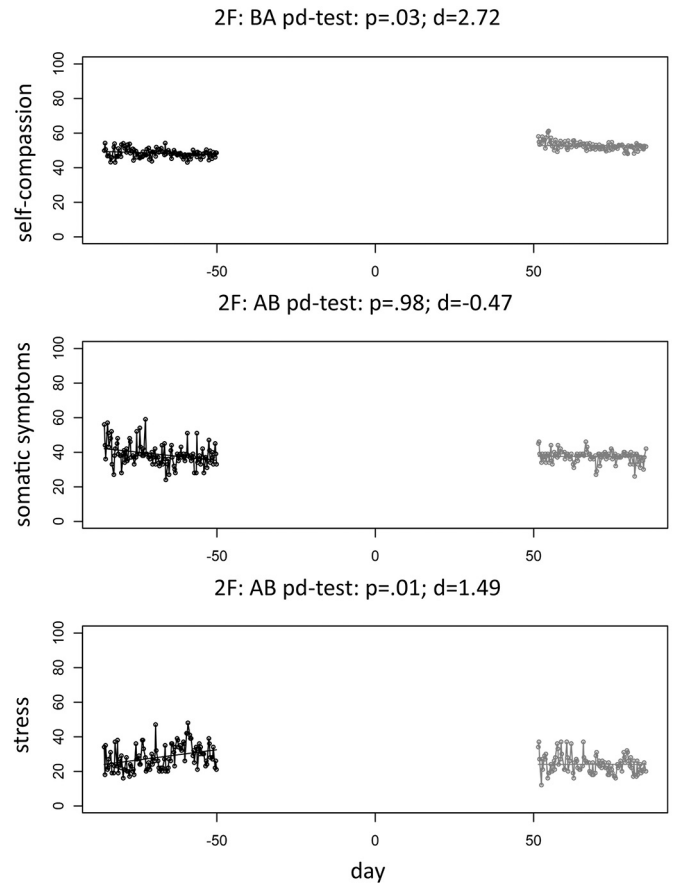 2F: BA pd-test: p=.03; d=2.72
self-compassion
100
80
60
40
20
0
-50 0 50
2F: AB pd-test: p=.98; d=-0.47
somatic symptoms
100
80
60
40
20
0
-50 0 50
2F: AB pd-test: p=.01; d=1.49
stress
100
80
60
40
20
0
-50 0 50
day